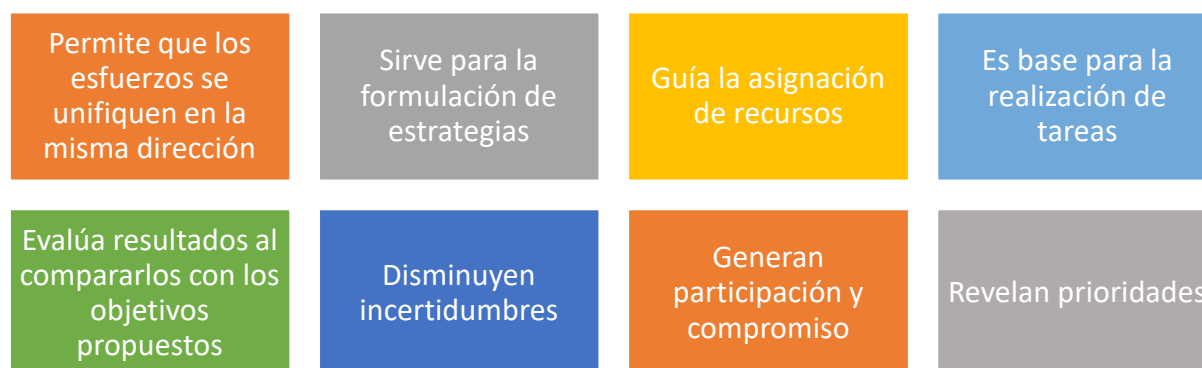 Permite que los
esfuerzos se
unifiquen en la
misma dirección
Sirve para la
formulación de
estrategias
Guía la asignación
de recursos
Es base para la
realización de
tareas
Evalúa resultados al
compararlos con los
objetivos
propuestos
Disminuyen
incertidumbres
Generan
participación y
compromiso
Revelan prioridades